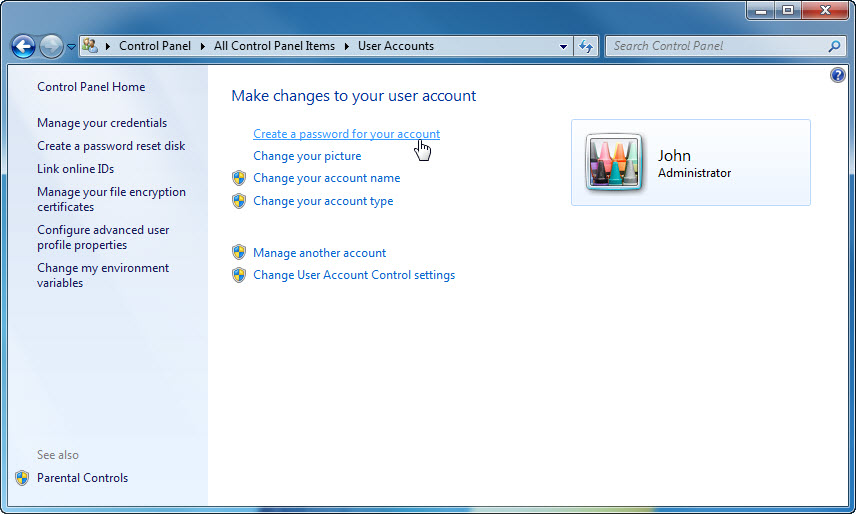 Control Panel All Control Panel Items User Accounts
Search Control Panel
Control Panel Home
Manage your credentials
Create a password reset disk
Link online IDs
Manage your file encryption
certificates
Configure advanced user
profile properties
Change my environment
variables
See also
Parental Controls
Make changes to your user account
Create a password for your account
Change your picture
Change your account name
Change your account type
Manage another account
Change User Account Control settings
John
Administrator
?